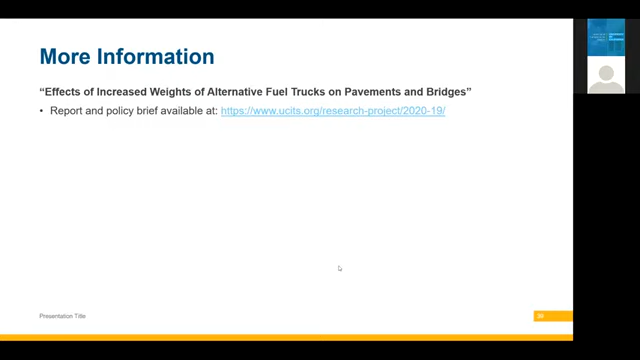 More Information
“Effects of Increased Weights of Alternative Fuel Trucks on Pavements and Bridges”
• Report and policy brief available at: https://www.ucits.org/research-project/2020-19/
Presentation Title
30